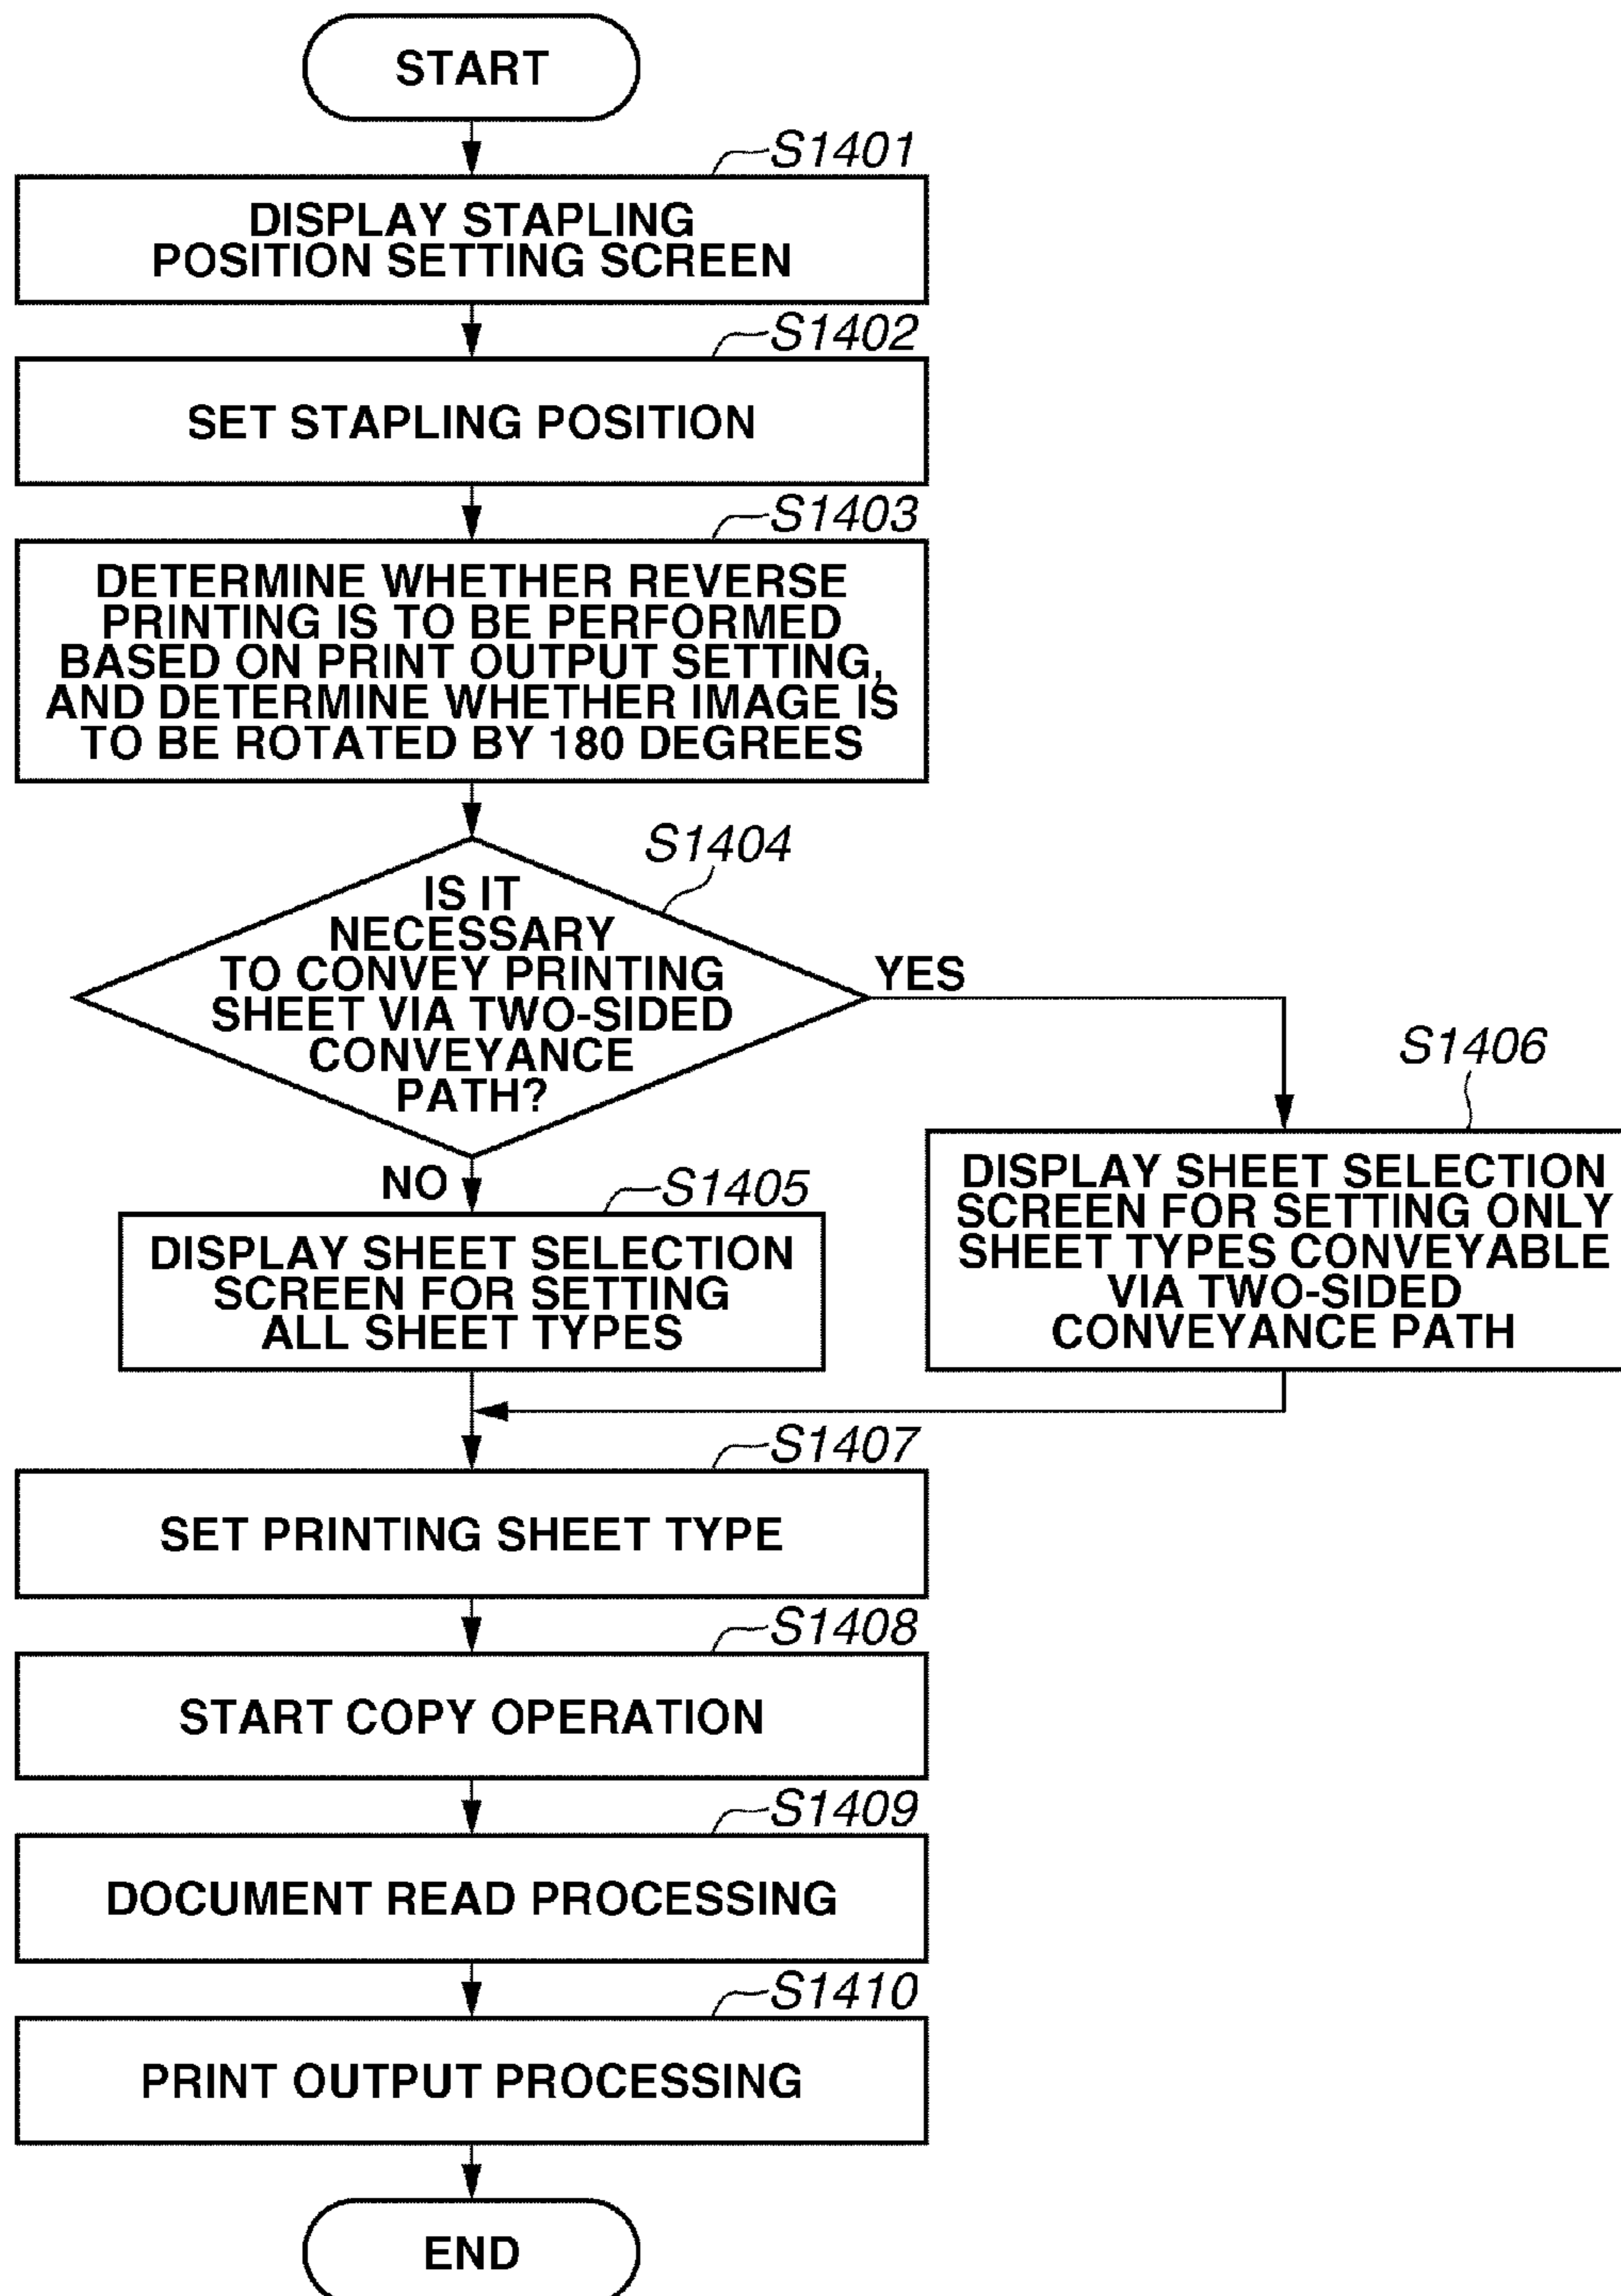 START
S1401
DISPLAY STAPLING
POSITION SETTING SCREEN
S1402
SET STAPLING POSITION
S1403
DETERMINE WHETHER REVERSE
PRINTING IS TO BE PERFORMED
BASED ON PRINT OUTPUT SETTING,
AND DETERMINE WHETHER IMAGE IS
TO BE ROTATED BY 180 DEGREES
S1404
IS IT
NECESSARY
TO CONVEY PRINTING
SHEET VIA TWO-SIDED
CONVEYANCE
PATH?
YES
NO
S1405
DISPLAY SHEET SELECTION
SCREEN FOR SETTING
ALL SHEET TYPES
S1406
DISPLAY SHEET SELECTION
SCREEN FOR SETTING ONLY
SHEET TYPES CONVEYABLE
VIA TWO-SIDED
CONVEYANCE PATH
S1407
SET PRINTING SHEET TYPE
S1408
START COPY OPERATION
S1409
DOCUMENT READ PROCESSING
S1410
PRINT OUTPUT PROCESSING
END